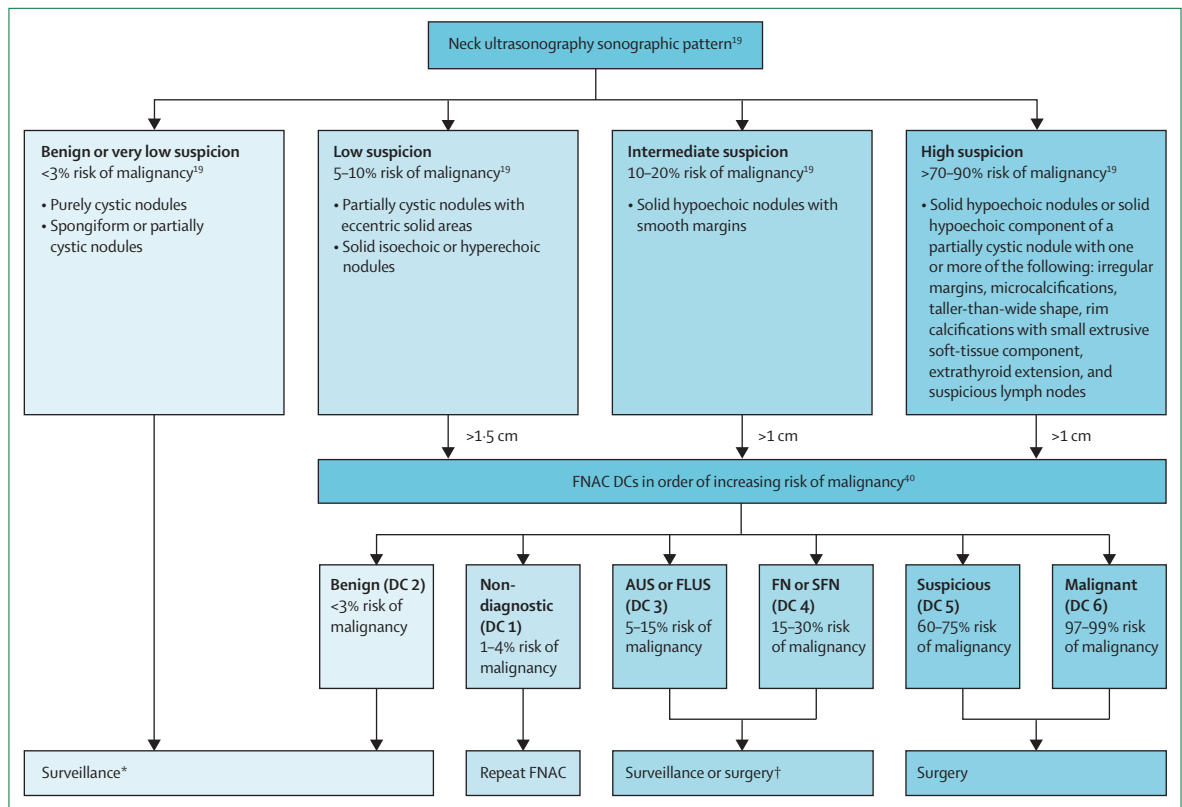 Neck ultrasonography sonographic pattern¹⁹
Benign or very low suspicion
<3% risk of malignancy¹⁹
• Purely cystic nodules
• Spongiform or partially
cystic nodules
Low suspicion
5–10% risk of malignancy¹⁹
• Partially cystic nodules with
eccentric solid areas
• Solid isoechoic or hyperechoic
nodules
Intermediate suspicion
10–20% risk of malignancy¹⁹
• Solid hypoechoic nodules with
smooth margins
High suspicion
>70–90% risk of malignancy¹⁹
• Solid hypoechoic nodules or solid
hypoechoic component of a
partially cystic nodule with one
or more of the following: irregular
margins, microcalcifications,
taller-than-wide shape, rim
calcifications with small extrusive
soft-tissue component,
extrathyroid extension, and
suspicious lymph nodes
>1·5 cm
>1 cm
>1 cm
FNAC DCs in order of increasing risk of malignancy⁴⁰
Benign (DC 2)
<3% risk of
malignancy
Non-
diagnostic
(DC 1)
1–4% risk of
malignancy
AUS or FLUS
(DC 3)
5–15% risk of
malignancy
FN or SFN
(DC 4)
15–30% risk
of malignancy
Suspicious
(DC 5)
60–75% risk
of malignancy
Malignant
(DC 6)
97–99% risk
of malignancy
Surveillance*
Repeat FNAC
Surveillance or surgery†
Surgery